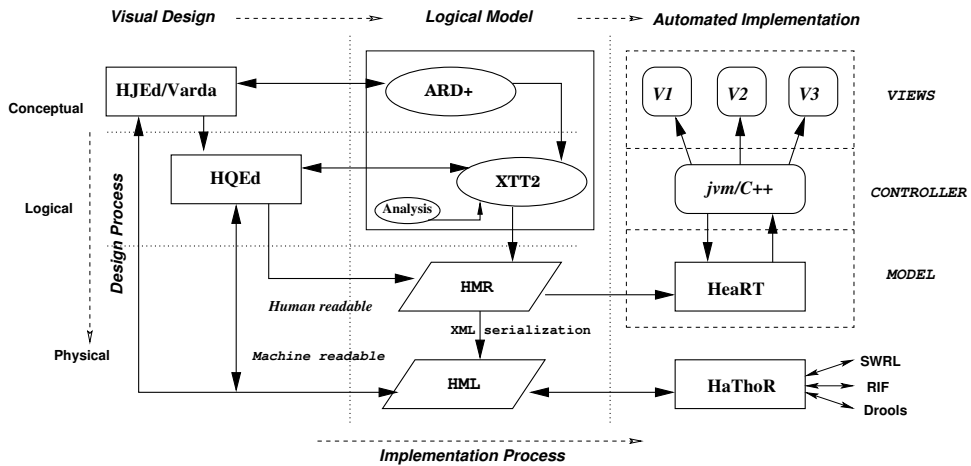 Visual Design
Logical Model
Automated Implementation
HJEd/Varda
ARD+
V1
V2
V3
VIEWS
Conceptual
HQEd
XTT2
jvm/C++
CONTROLLER
Logical
Analysis
Design Process
HMR
HeaRT
MODEL
Human readable
XML serialization
Physical
Machine readable
HML
HaThoR
SWRL
RIF
Drools
Implementation Process